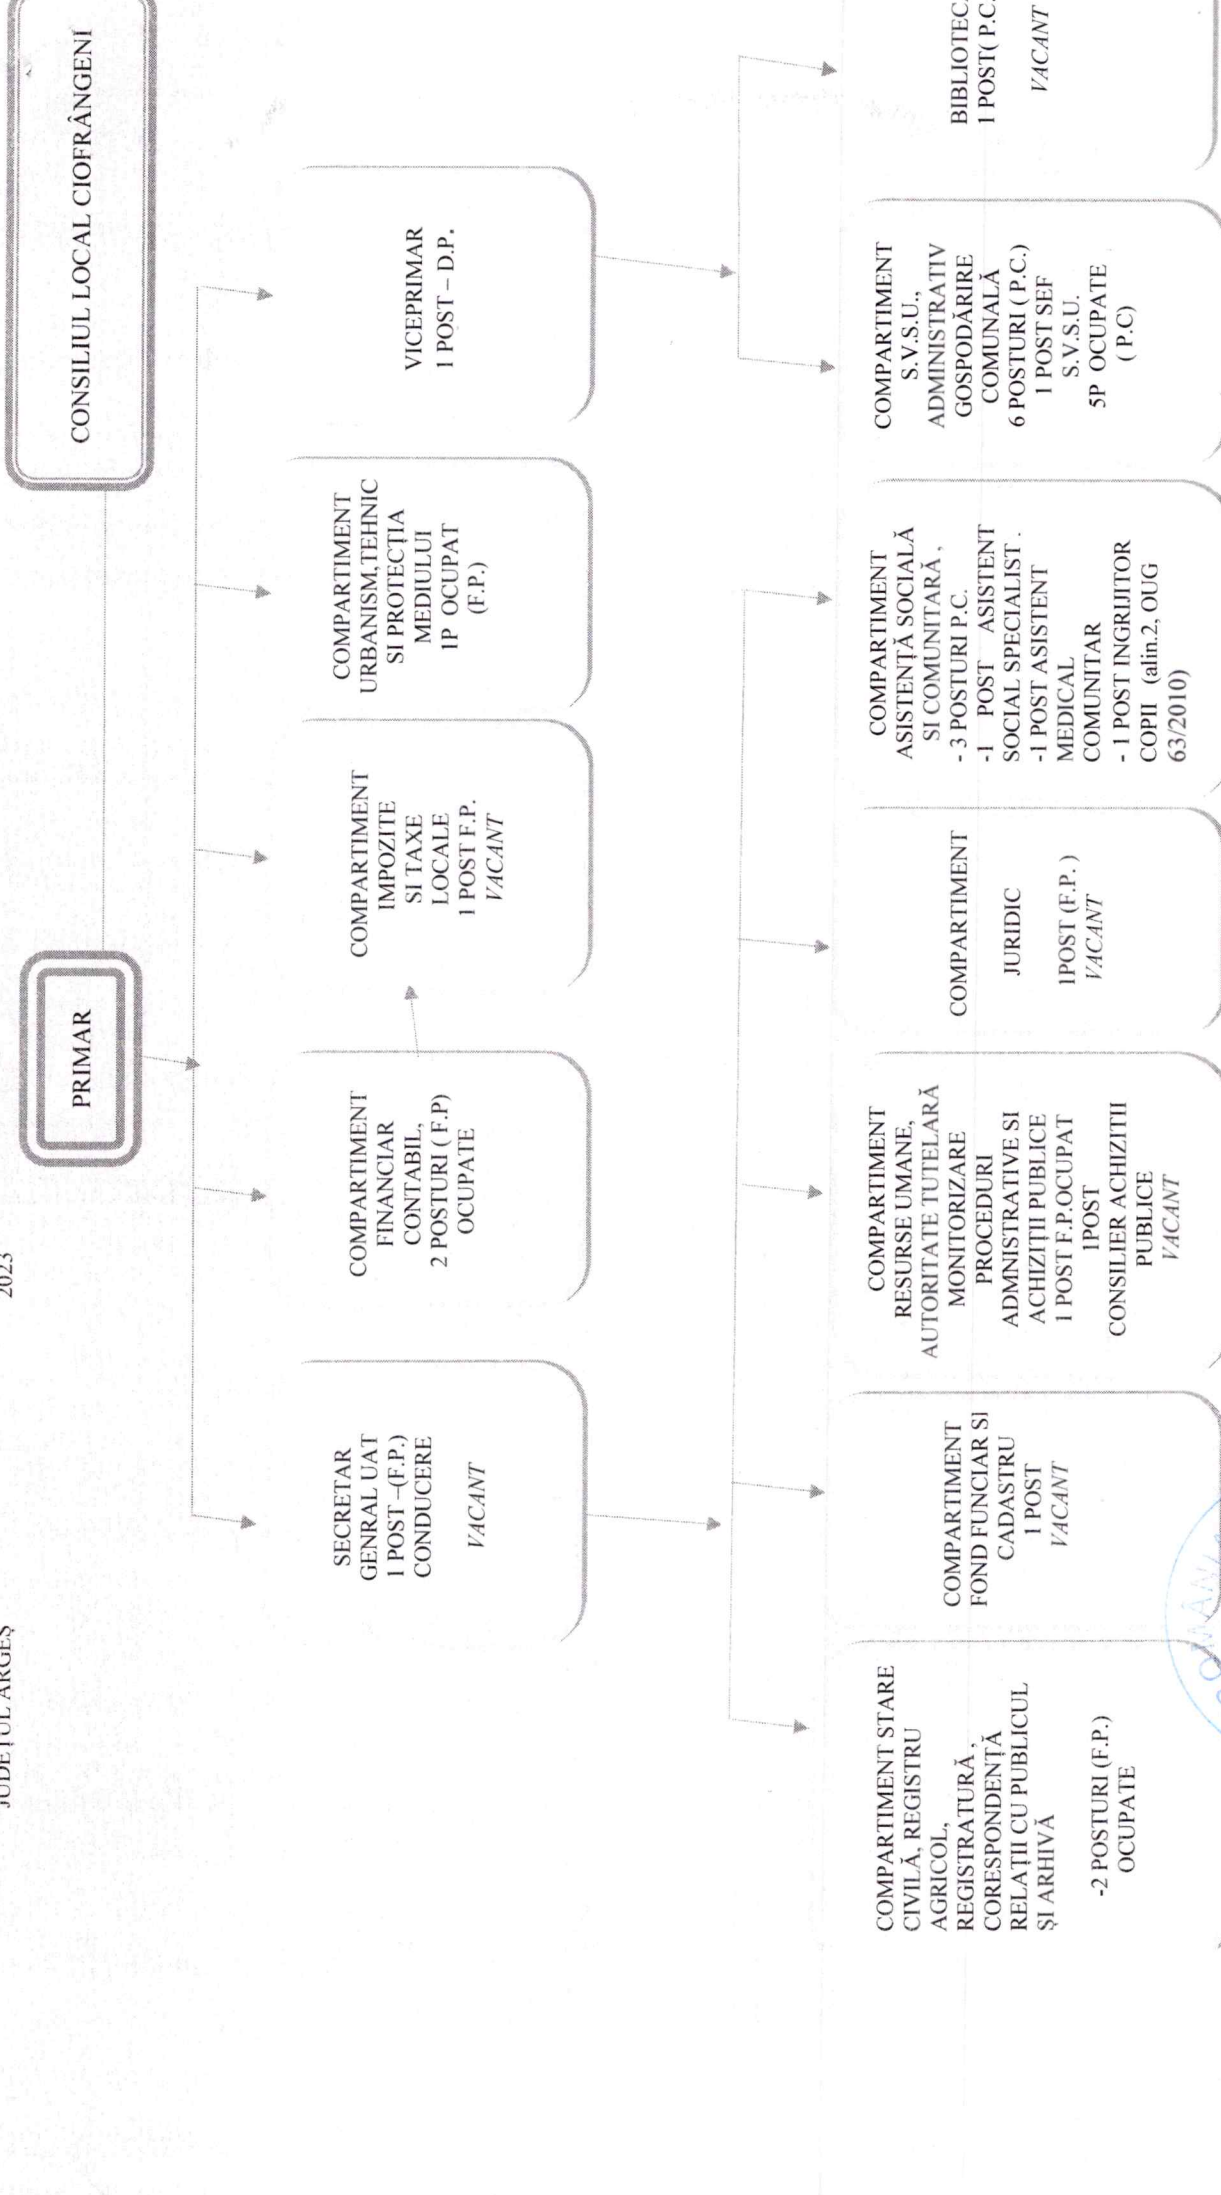 JUDEȚUL ARGEȘ
2023
CONSILIUL LOCAL CIOFRÂNGENI
PRIMAR
SECRETAR
GENRAL UAT
1 POST –(F.P.)
CONDUCERE
VACANT
COMPARTIMENT
FINANCIAR
CONTABIL,
2 POSTURI ( F.P)
OCUPATE
COMPARTIMENT
IMPOZITE
SI TAXE
LOCALE
1 POST F.P.
VACANT
COMPARTIMENT
URBANISM,TEHNIC
SI PROTECȚIA
MEDIULUI
1P OCUPAT
(F.P.)
VICEPRIMAR
1 POST – D.P.
COMPARTIMENT STARE
CIVILĂ, REGISTRU
AGRICOL,
REGISTRATURĂ ,
CORESPONDENȚĂ
RELAȚII CU PUBLICUL
ȘI ARHIVĂ
-2 POSTURI (F.P.)
OCUPATE
COMPARTIMENT
FOND FUNCIAR SI
CADASTRU
1 POST
VACANT
COMPARTIMENT
RESURSE UMANE,
AUTORITATE TUTELARĂ
MONITORIZARE
PROCEDURI
ADMNISTRATIVE SI
ACHIZIȚII PUBLICE
1 POST F.P.OCUPAT
1POST
CONSILIER ACHIZITII
PUBLICE
VACANT
COMPARTIMENT
JURIDIC
1POST (F.P. )
VACANT
COMPARTIMENT
ASISTENȚĂ SOCIALĂ
SI COMUNITARĂ ,
- 3 POSTURI P.C.
-1 POST ASISTENT
SOCIAL SPECIALIST .
-1 POST ASISTENT
MEDICAL
COMUNITAR
- 1 POST INGRIJITOR
COPII (alin.2, OUG
63/2010)
COMPARTIMENT
S.V.S.U.,
ADMINISTRATIV
GOSPODĂRIRE
COMUNALĂ
6 POSTURI ( P.C.)
1 POST SEF
S.V.S.U.
5P OCUPATE
( P.C)
BIBLIOTEC
1 POST( P.C.
VACANT